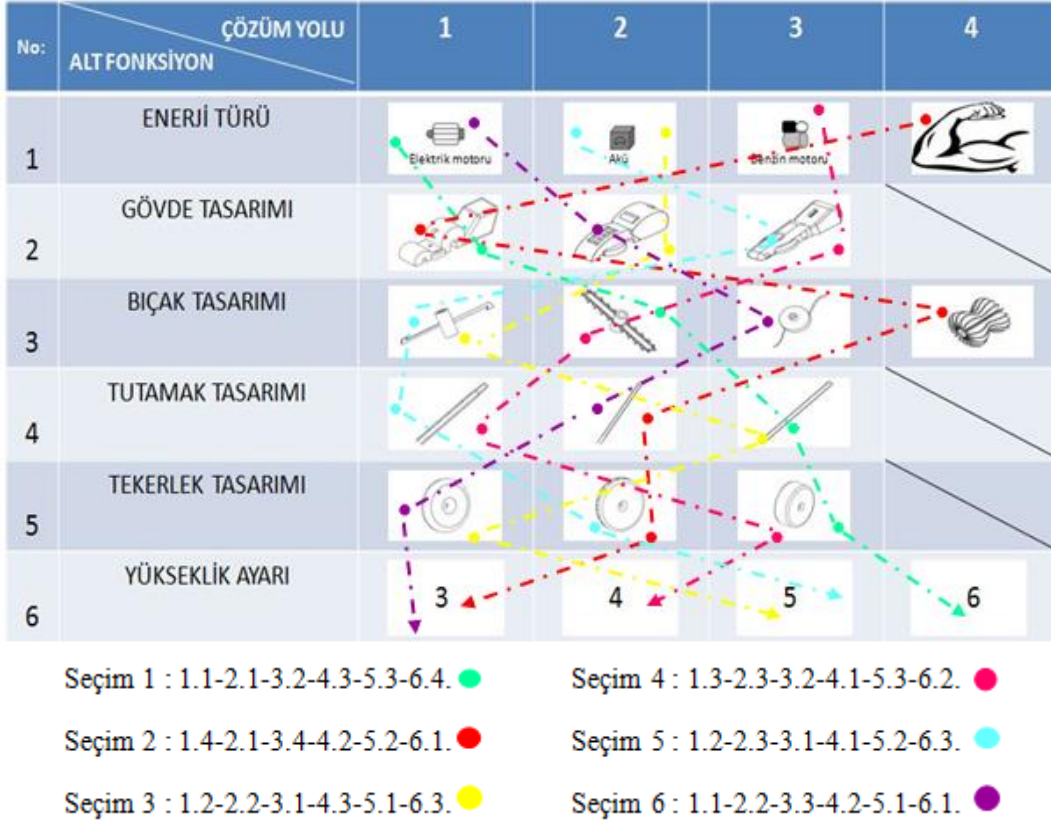 No:
ÇÖZÜM YOLU
ALT FONKSİYON
1 2 3 4
ENERJİ TÜRÜ
1
Elektrik motoru
Akü
Benzin motoru
GÖVDE TASARIMI
2
BIÇAK TASARIMI
3
TUTAMAK TASARIMI
4
TEKERLEK TASARIMI
5
YÜKSEKLİK AYARI
6
3 4 5 6
Seçim 1 : 1.1-2.1-3.2-4.3-5.3-6.4.
Seçim 2 : 1.4-2.1-3.4-4.2-5.2-6.1.
Seçim 3 : 1.2-2.2-3.1-4.3-5.1-6.3.
Seçim 4 : 1.3-2.3-3.2-4.1-5.3-6.2.
Seçim 5 : 1.2-2.3-3.1-4.1-5.2-6.3.
Seçim 6 : 1.1-2.2-3.3-4.2-5.1-6.1.